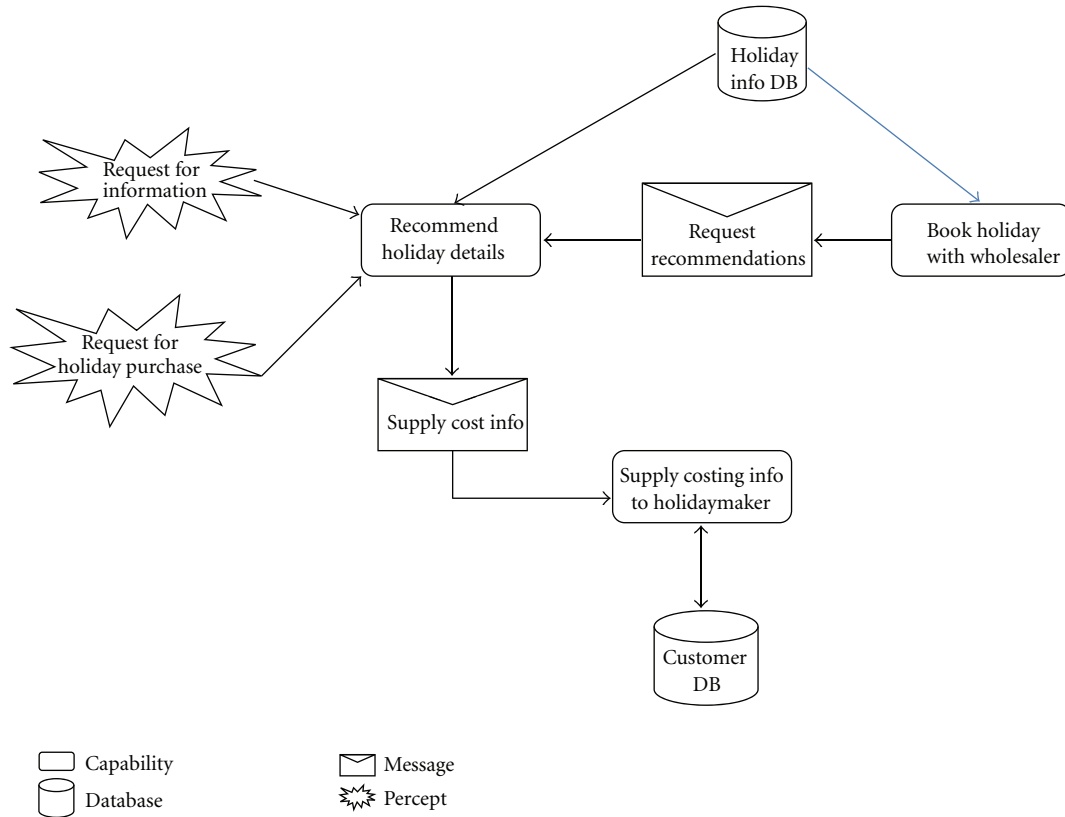 Holiday
info DB
Request for
information
Recommend
holiday details
Request
recommendations
Book holiday
with wholesaler
Request for
holiday purchase
Supply cost info
Supply costing info
to holidaymaker
Customer
DB
Capability
Message
Database
Percept